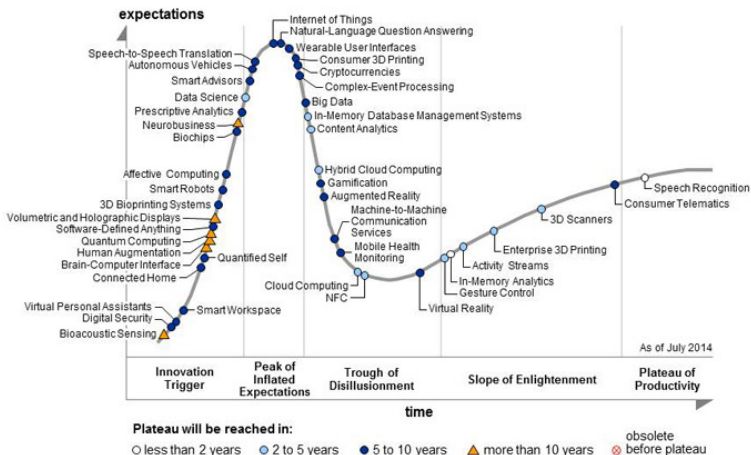 expectations
Internet of Things
Natural-Language Question Answering
Wearable User Interfaces
Consumer 3D Printing
Cryptocurrencies
Complex-Event Processing
Speech-to-Speech Translation
Autonomous Vehicles
Smart Advisors
Data Science
Prescriptive Analytics
Neurobusiness
Biochips
Big Data
In-Memory Database Management Systems
Content Analytics
Hybrid Cloud Computing
Gamification
Augmented Reality
Machine-to-Machine
Communication
Services
Mobile Health
Monitoring
Affective Computing
Smart Robots
3D Bioprinting Systems
Volumetric and Holographic Displays
Software-Defined Anything
Quantum Computing
Human Augmentation
Brain-Computer Interface
Connected Home
Quantified Self
Cloud Computing
NFC
Virtual Personal Assistants
Digital Security
Bioacoustic Sensing
Smart Workspace
Virtual Reality
Gesture Control
In-Memory Analytics
Activity Streams
Enterprise 3D Printing
3D Scanners
Consumer Telematics
Speech Recognition
As of July 2014
Innovation
Trigger
Peak of
Inflated
Expectations
Trough of
Disillusionment
Slope of Enlightenment
Plateau of
Productivity
time
Plateau will be reached in:
less than 2 years
2 to 5 years
5 to 10 years
more than 10 years
obsolete
before plateau